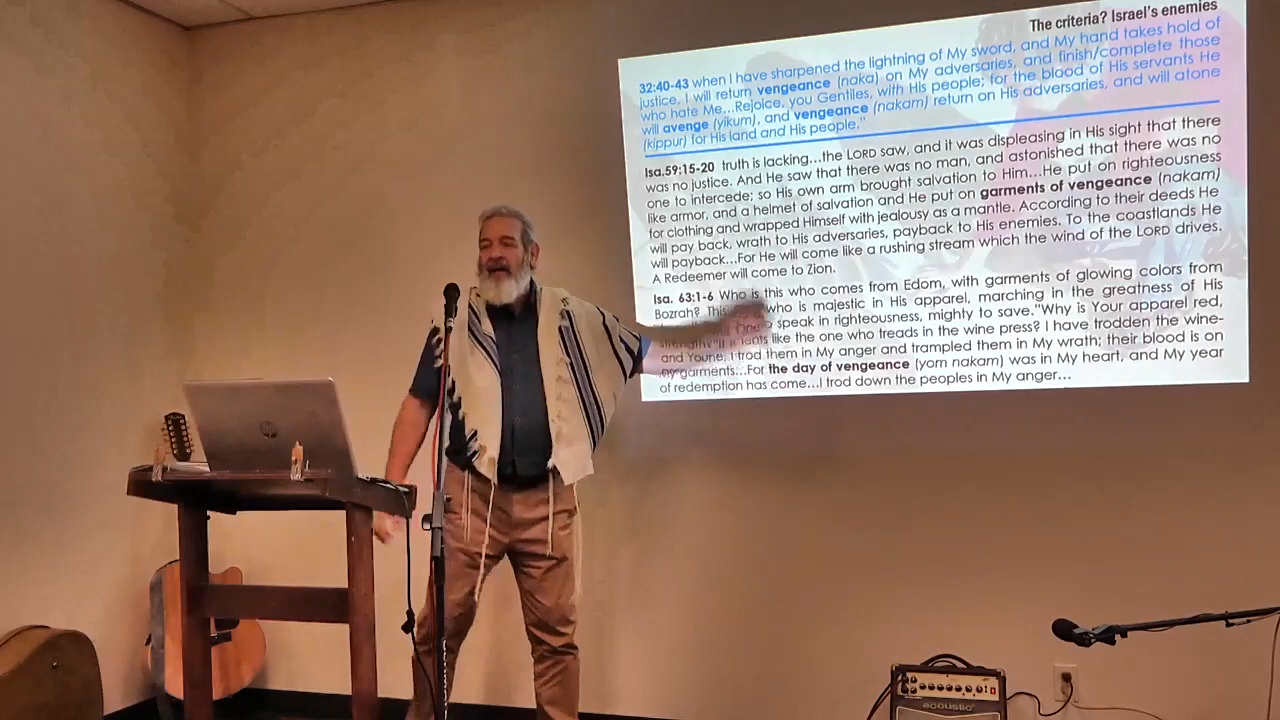 The criteria? Israel's enemies
32:40-43 when I have sharpened the lightning of My sword, and My hand takes hold of
justice, I will return vengeance (naka) on My adversaries, and finish/complete those
who hate Me...Rejoice, you Gentiles, with His people; for the blood of His servants He
will avenge (yikum), and vengeance (nakam) return on His adversaries, and will atone
(kippur) for His land and His people."
Isa.59:15-20 truth is lacking...the LORD saw, and it was displeasing in His sight that there
was no justice. And He saw that there was no man, and astonished that there was no
one to intercede; so His own arm brought salvation to Him...He put on righteousness
like armor, and a helmet of salvation and He put on garments of vengeance (nakam)
for clothing and wrapped Himself with jealousy as a mantle. According to their deeds He
will pay back, wrath to His adversaries, payback to His enemies. To the coastlands He
will payback...For He will come like a rushing stream which the wind of the LORD drives.
A Redeemer will come to Zion.
Isa. 63:1-6 Who is this who comes from Edom, with garments of glowing colors from
Bozrah? This who is majestic in His apparel, marching in the greatness of His
speak in righteousness, mighty to save."Why is Your apparel red,
like the one who treads in the wine press? I have trodden the wine-
and I trod them in My anger and trampled them in My wrath; their blood is on
my garments...For the day of vengeance (yom nakam) was in My heart, and My year
of redemption has come...I trod down the peoples in My anger...
hp
acoustic